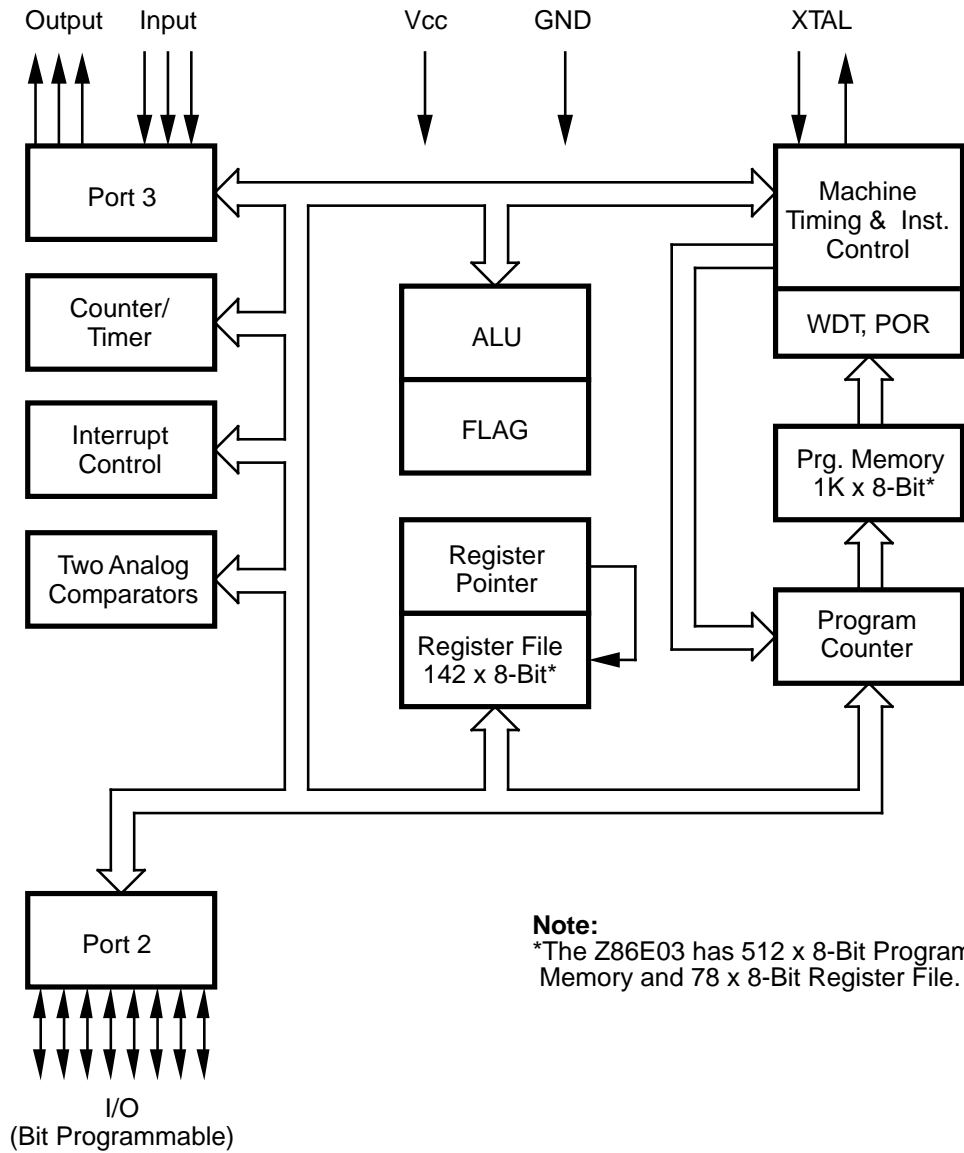 Output Input Vcc GND XTAL
Port 3
Machine
Timing & Inst.
Control
WDT, POR
Counter/
Timer
ALU
FLAG
Interrupt
Control
Prg. Memory
1K x 8-Bit*
Two Analog
Comparators
Register
Pointer
Register File
142 x 8-Bit*
Program
Counter
Port 2
Note:
*The Z86E03 has 512 x 8-Bit Program
Memory and 78 x 8-Bit Register File.
I/O
(Bit Programmable)